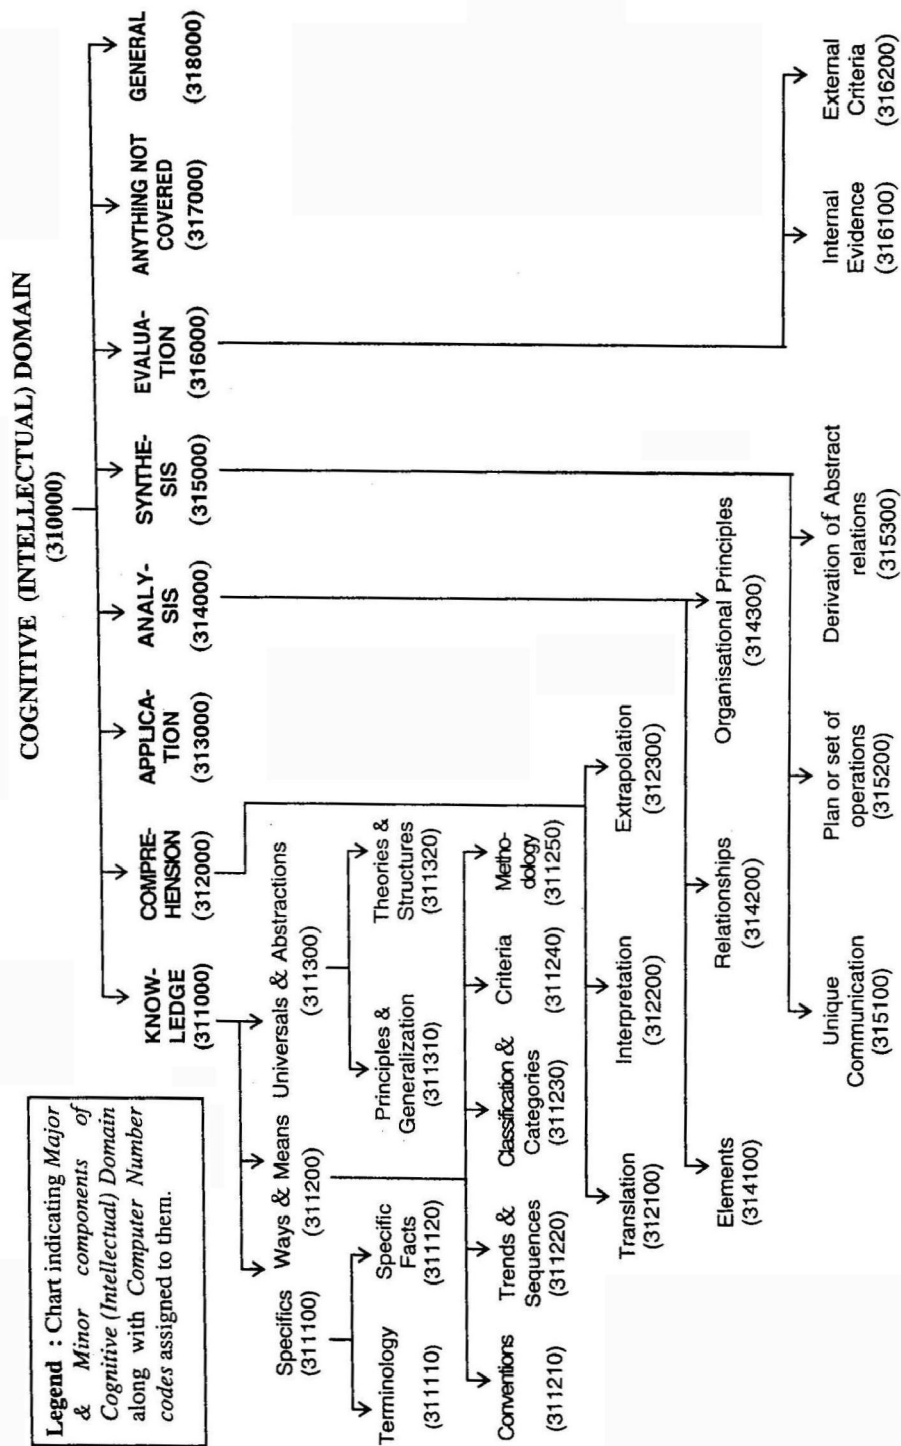 COGNITIVE (INTELLECTUAL) DOMAIN
(310000)
Legend : Chart indicating Major
& Minor components of
Cognitive (Intellectual) Domain
along with Computer Number
codes assigned to them.
KNOW-
LEDGE
(311000)
COMPRE-
HENSION
(312000)
APPLICA-
TION
(313000)
ANALY-
SIS
(314000)
SYNTHE-
SIS
(315000)
EVALUA-
TION
(316000)
ANYTHING NOT
COVERED
(317000)
GENERAL
(318000)
Specifics
(311100)
Ways & Means
(311200)
Universals & Abstractions
(311300)
Terminology
(311110)
Specific
Facts
(311120)
Principles &
Generalization
(311310)
Theories &
Structures
(311320)
Conventions
(311210)
Trends &
Sequences
(311220)
Classification &
Categories
(311230)
Criteria
(311240)
Metho-
dology
(311250)
Translation
(312100)
Interpretation
(312200)
Extrapolation
(312300)
Elements
(314100)
Relationships
(314200)
Organisational Principles
(314300)
Unique
Communication
(315100)
Plan or set of
operations
(315200)
Derivation of Abstract
relations
(315300)
Internal
Evidence
(316100)
External
Criteria
(316200)